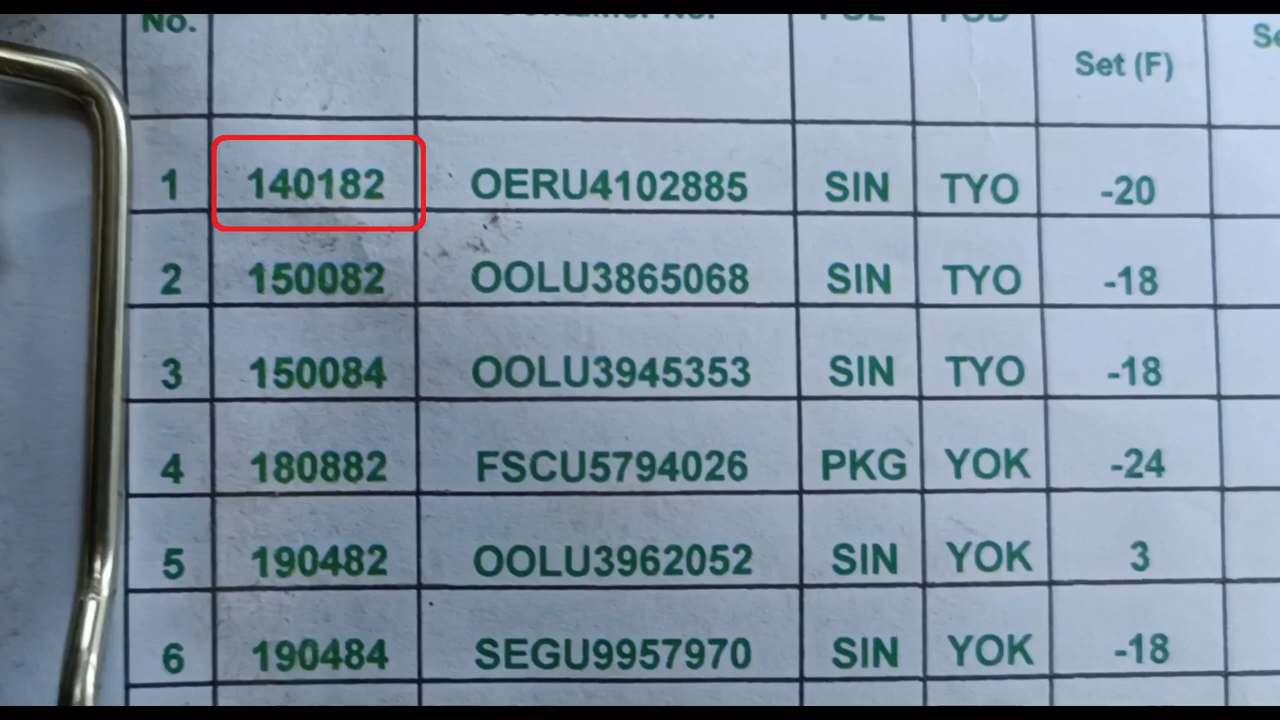 No. Set (F)
1 140182 OERU4102885 SIN TYO -20
2 150082 OOLU3865068 SIN TYO -18
3 150084 OOLU3945353 SIN TYO -18
4 180882 FSCU5794026 PKG YOK -24
5 190482 OOLU3962052 SIN YOK 3
6 190484 SEGU9957970 SIN YOK -18